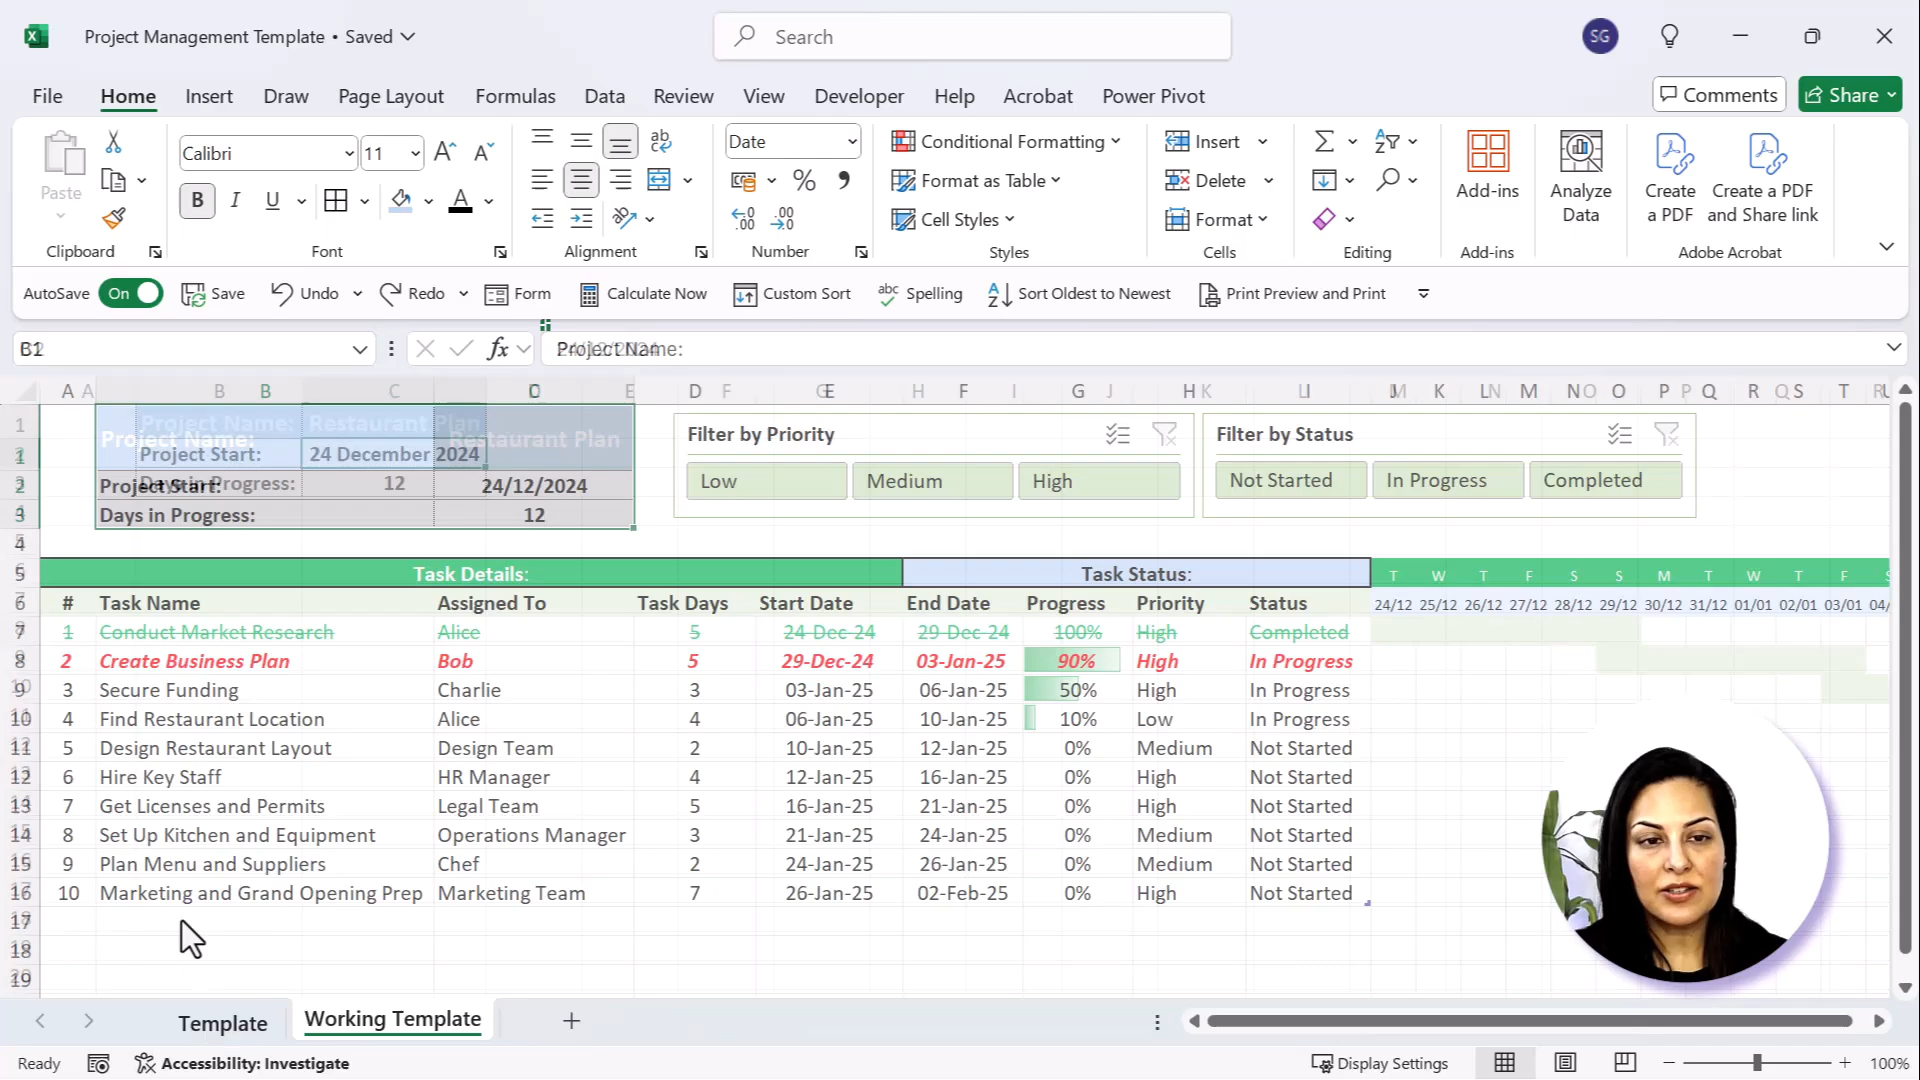 Project Management Template • Saved
Search
SG
File Home Insert Draw Page Layout Formulas Data Review View Developer Help Acrobat Power Pivot
Comments Share
Paste
Clipboard
Calibri 11
B I U A
Font
Alignment
Date
Number
Conditional Formatting
Format as Table
Cell Styles
Styles
Insert
Delete
Format
Cells
Editing
Add-ins
Add-ins
Analyze
Data
Create
a PDF
Create a PDF
and Share link
Adobe Acrobat
AutoSave On Save Undo Redo Form Calculate Now Custom Sort Spelling Sort Oldest to Newest Print Preview and Print
B1 fx Project Name:
Project Name: Restaurant Plan
Project Start: 24 December 2024
Days in Progress: 12
Project Name: Restaurant Plan
Project Start: 24/12/2024
Days in Progress: 12
Filter by Priority
Low Medium High
Filter by Status
Not Started In Progress Completed
Task Details: Task Status: T W T F S S M T W T F
# Task Name Assigned To Task Days Start Date End Date Progress Priority Status 24/12 25/12 26/12 27/12 28/12 29/12 30/12 31/12 01/01 02/01 03/01 04/
1 Conduct Market Research Alice 5 24-Dec-24 29-Dec-24 100% High Completed
2 Create Business Plan Bob 5 29-Dec-24 03-Jan-25 90% High In Progress
3 Secure Funding Charlie 3 03-Jan-25 06-Jan-25 50% High In Progress
4 Find Restaurant Location Alice 4 06-Jan-25 10-Jan-25 10% Low In Progress
5 Design Restaurant Layout Design Team 2 10-Jan-25 12-Jan-25 0% Medium Not Started
6 Hire Key Staff HR Manager 4 12-Jan-25 16-Jan-25 0% High Not Started
7 Get Licenses and Permits Legal Team 5 16-Jan-25 21-Jan-25 0% High Not Started
8 Set Up Kitchen and Equipment Operations Manager 3 21-Jan-25 24-Jan-25 0% Medium Not Started
9 Plan Menu and Suppliers Chef 2 24-Jan-25 26-Jan-25 0% Medium Not Started
10 Marketing and Grand Opening Prep Marketing Team 7 26-Jan-25 02-Feb-25 0% High Not Started
Template Working Template
Ready Accessibility: Investigate Display Settings 100%